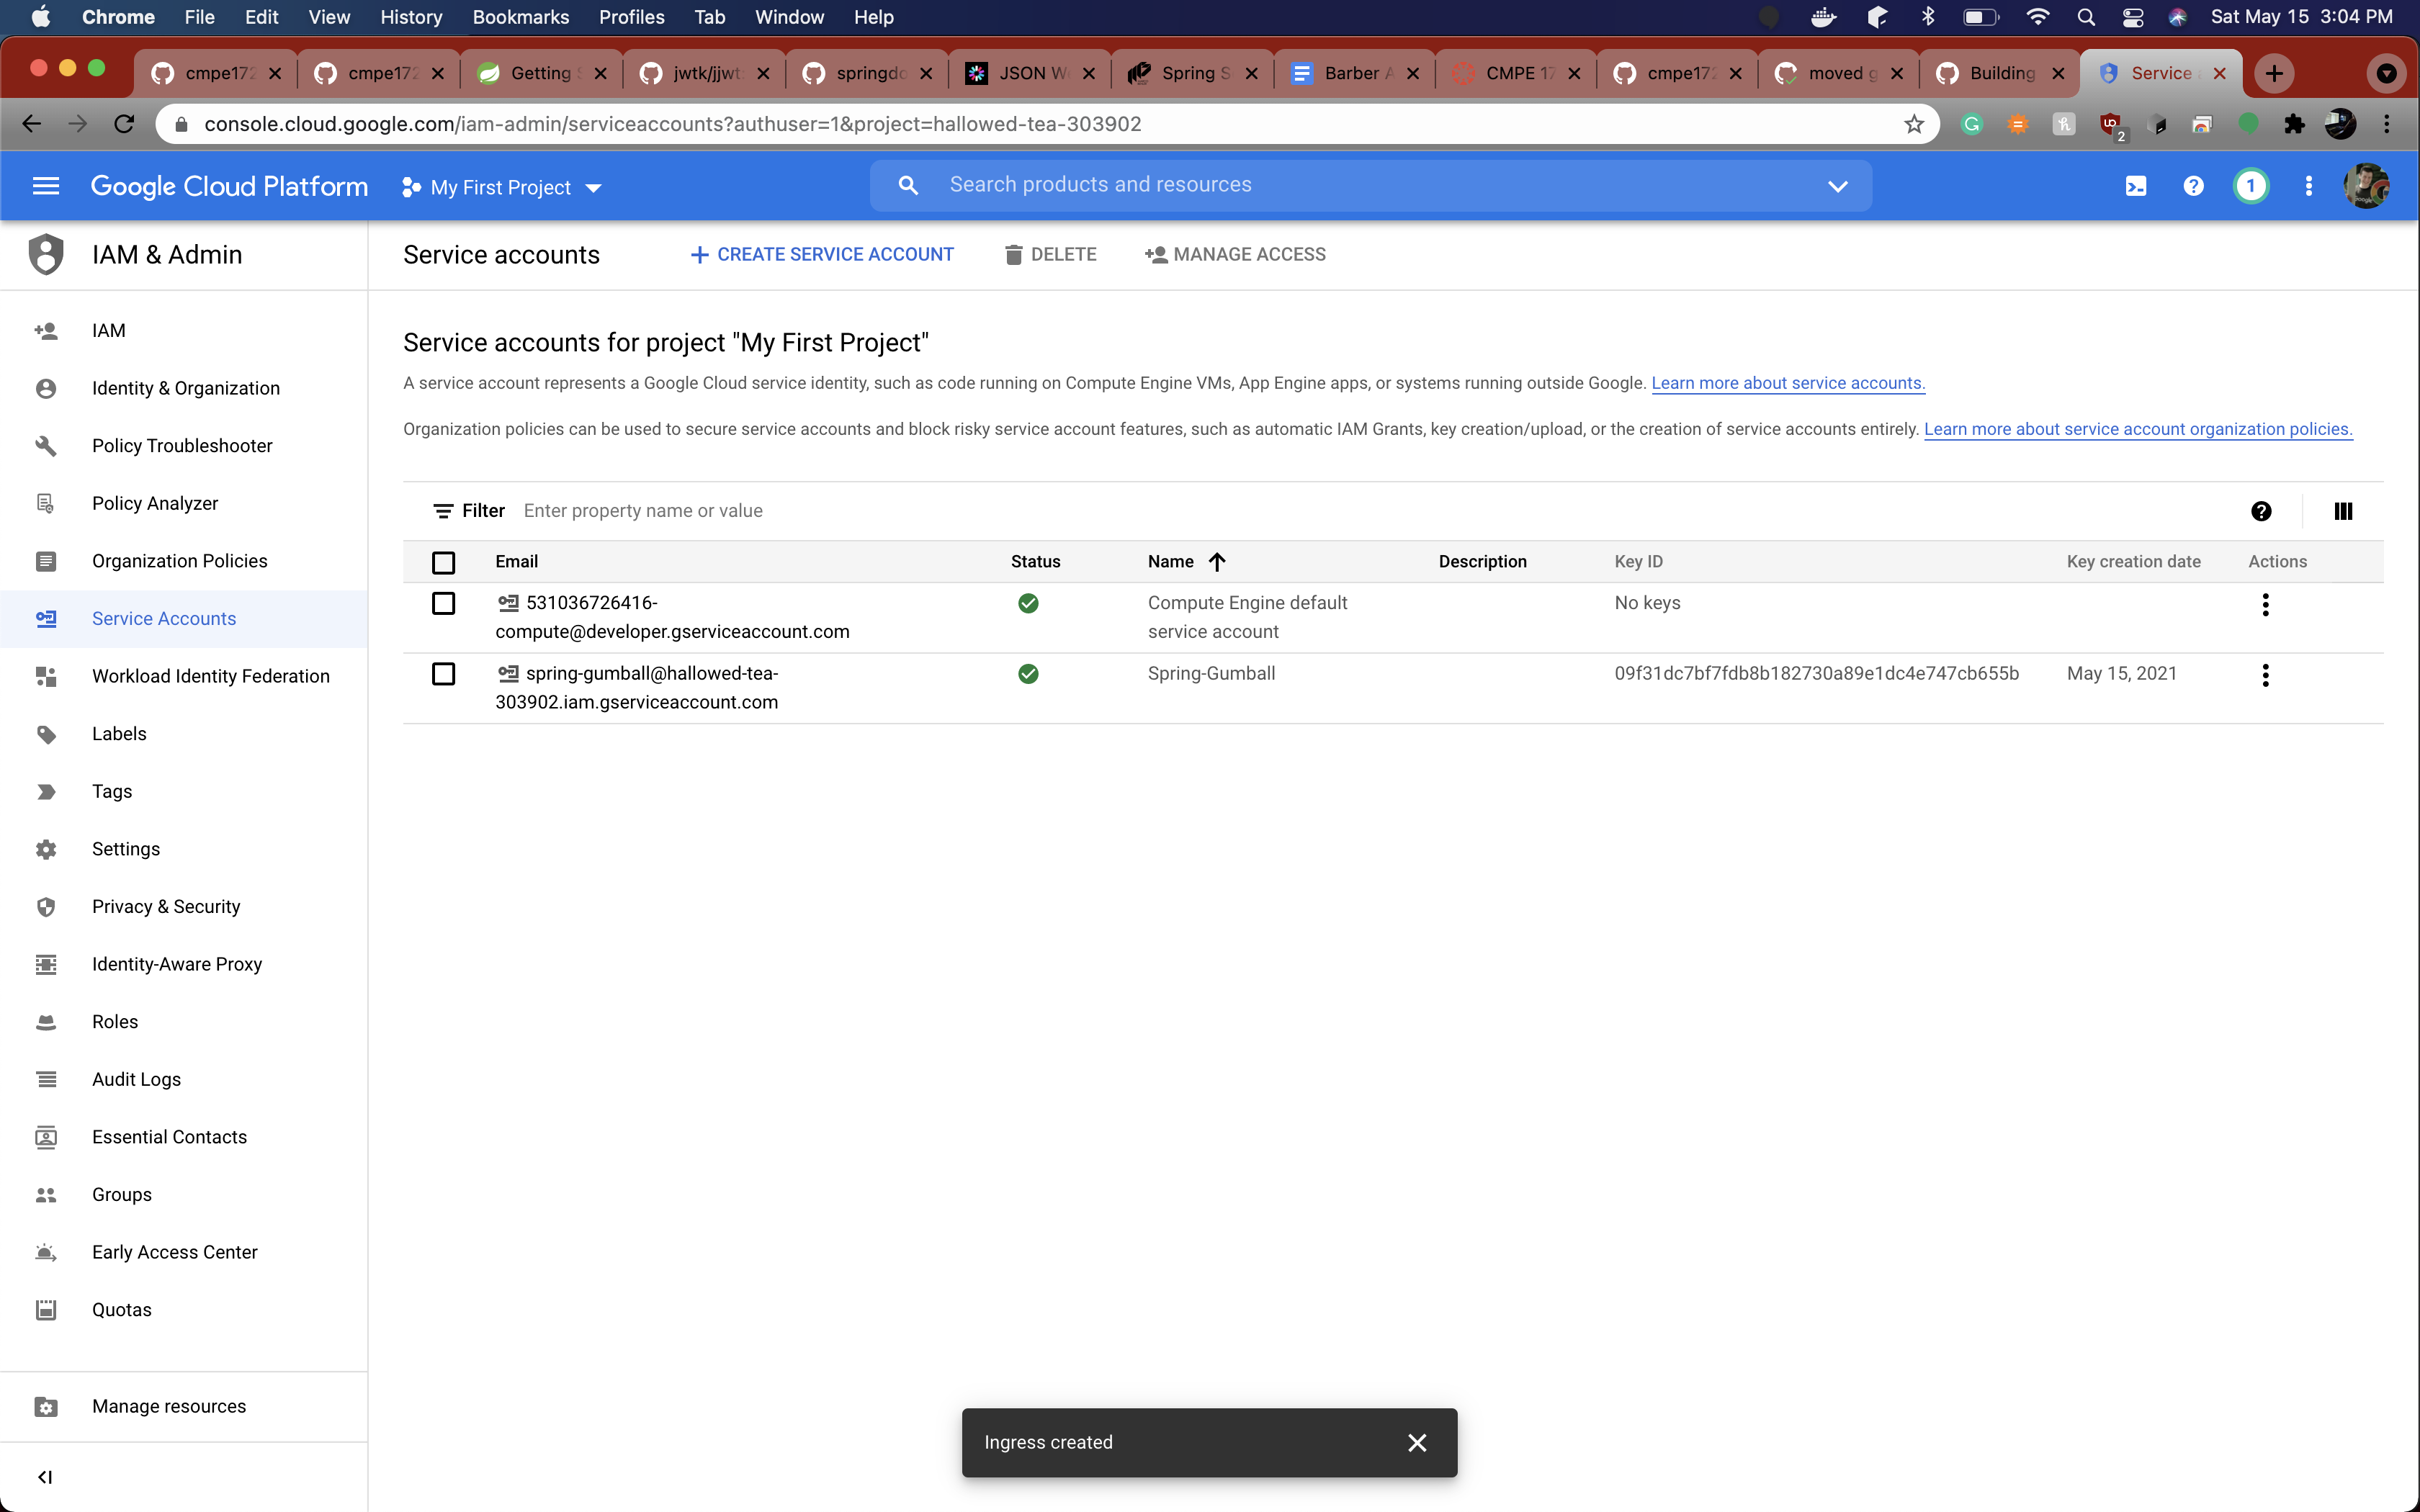 Chrome File Edit View History Bookmarks Profiles Tab Window Help Sat May 15 3:04 PM
cmpe172 cmpe172 Getting S jwtk/jjwt: springdo JSON We Spring S Barber A CMPE 17 cmpe172 moved g Building Service
console.cloud.google.com/iam-admin/serviceaccounts?authuser=1&project=hallowed-tea-303902
2
Google Cloud Platform My First Project Search products and resources 1
IAM & Admin
IAM
Identity & Organization
Policy Troubleshooter
Policy Analyzer
Organization Policies
Service Accounts
Workload Identity Federation
Labels
Tags
Settings
Privacy & Security
Identity-Aware Proxy
Roles
Audit Logs
Essential Contacts
Groups
Early Access Center
Quotas
Manage resources
Service accounts CREATE SERVICE ACCOUNT DELETE MANAGE ACCESS
Service accounts for project "My First Project"
A service account represents a Google Cloud service identity, such as code running on Compute Engine VMs, App Engine apps, or systems running outside Google. Learn more about service accounts.
Organization policies can be used to secure service accounts and block risky service account features, such as automatic IAM Grants, key creation/upload, or the creation of service accounts entirely. Learn more about service account organization policies.
Filter Enter property name or value
Email Status Name Description Key ID Key creation date Actions
531036726416- Compute Engine default No keys
compute@developer.gserviceaccount.com service account
spring-gumball@hallowed-tea- Spring-Gumball 09f31dc7bf7fdb8b182730a89e1dc4e747cb655b May 15, 2021
303902.iam.gserviceaccount.com
Ingress created